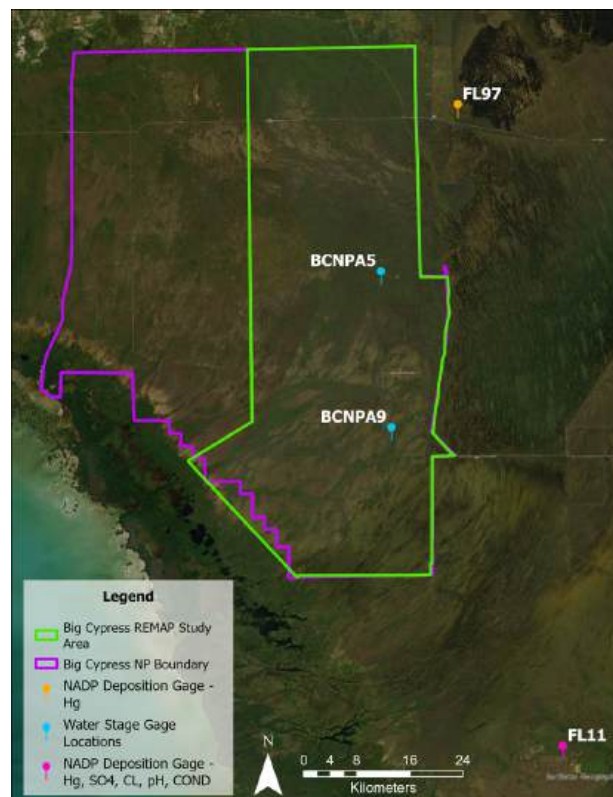 FL97
BCNPA5
BCNPA9
Legend
Big Cypress REMAP Study
Area
Big Cypress NP Boundary
NADP Deposition Gage -
Hg
Water Stage Gage
Locations
NADP Deposition Gage -
Hg, SO4, CL, pH, COND
N
0 4 8 16 24
Kilometers
FL11